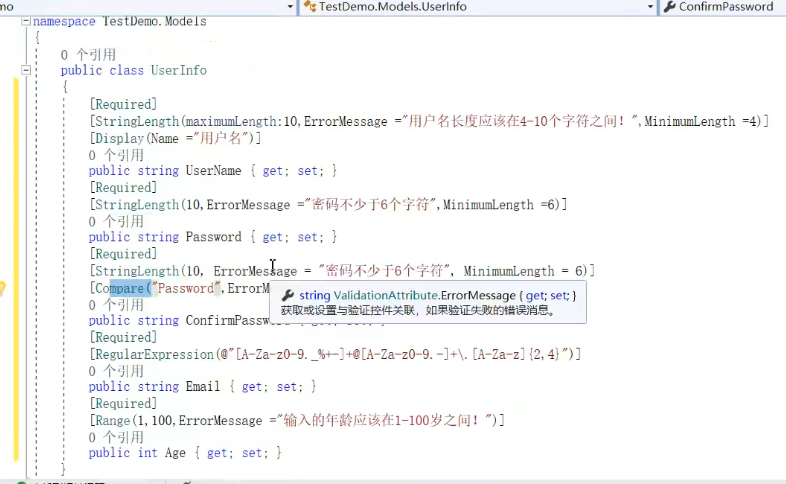 mo TestDemo.Models.UserInfo ConfirmPassword
namespace TestDemo.Models
{
0 个引用
public class UserInfo
{
[Required]
[StringLength(maximumLength:10,ErrorMessage ="用户名长度应该在4-10个字符之间！",MinimumLength =4)]
[Display(Name ="用户名")]
0 个引用
public string UserName { get; set; }
[Required]
[StringLength(10,ErrorMessage ="密码不少于6个字符",MinimumLength =6)]
0 个引用
public string Password { get; set; }
[Required]
[StringLength(10, ErrorMessage = "密码不少于6个字符", MinimumLength = 6)]
[Compare("Password",ErrorM
string ValidationAttribute.ErrorMessage { get; set; }
获取或设置与验证控件关联，如果验证失败的错误消息。
0 个引用
public string ConfirmPassword { get; set; }
[Required]
[RegularExpression(@"[A-Za-z0-9._%+-]+@[A-Za-z0-9.-]+\.[A-Za-z]{2,4}")]
0 个引用
public string Email { get; set; }
[Required]
[Range(1,100,ErrorMessage ="输入的年龄应该在1-100岁之间！")]
0 个引用
public int Age { get; set; }
}